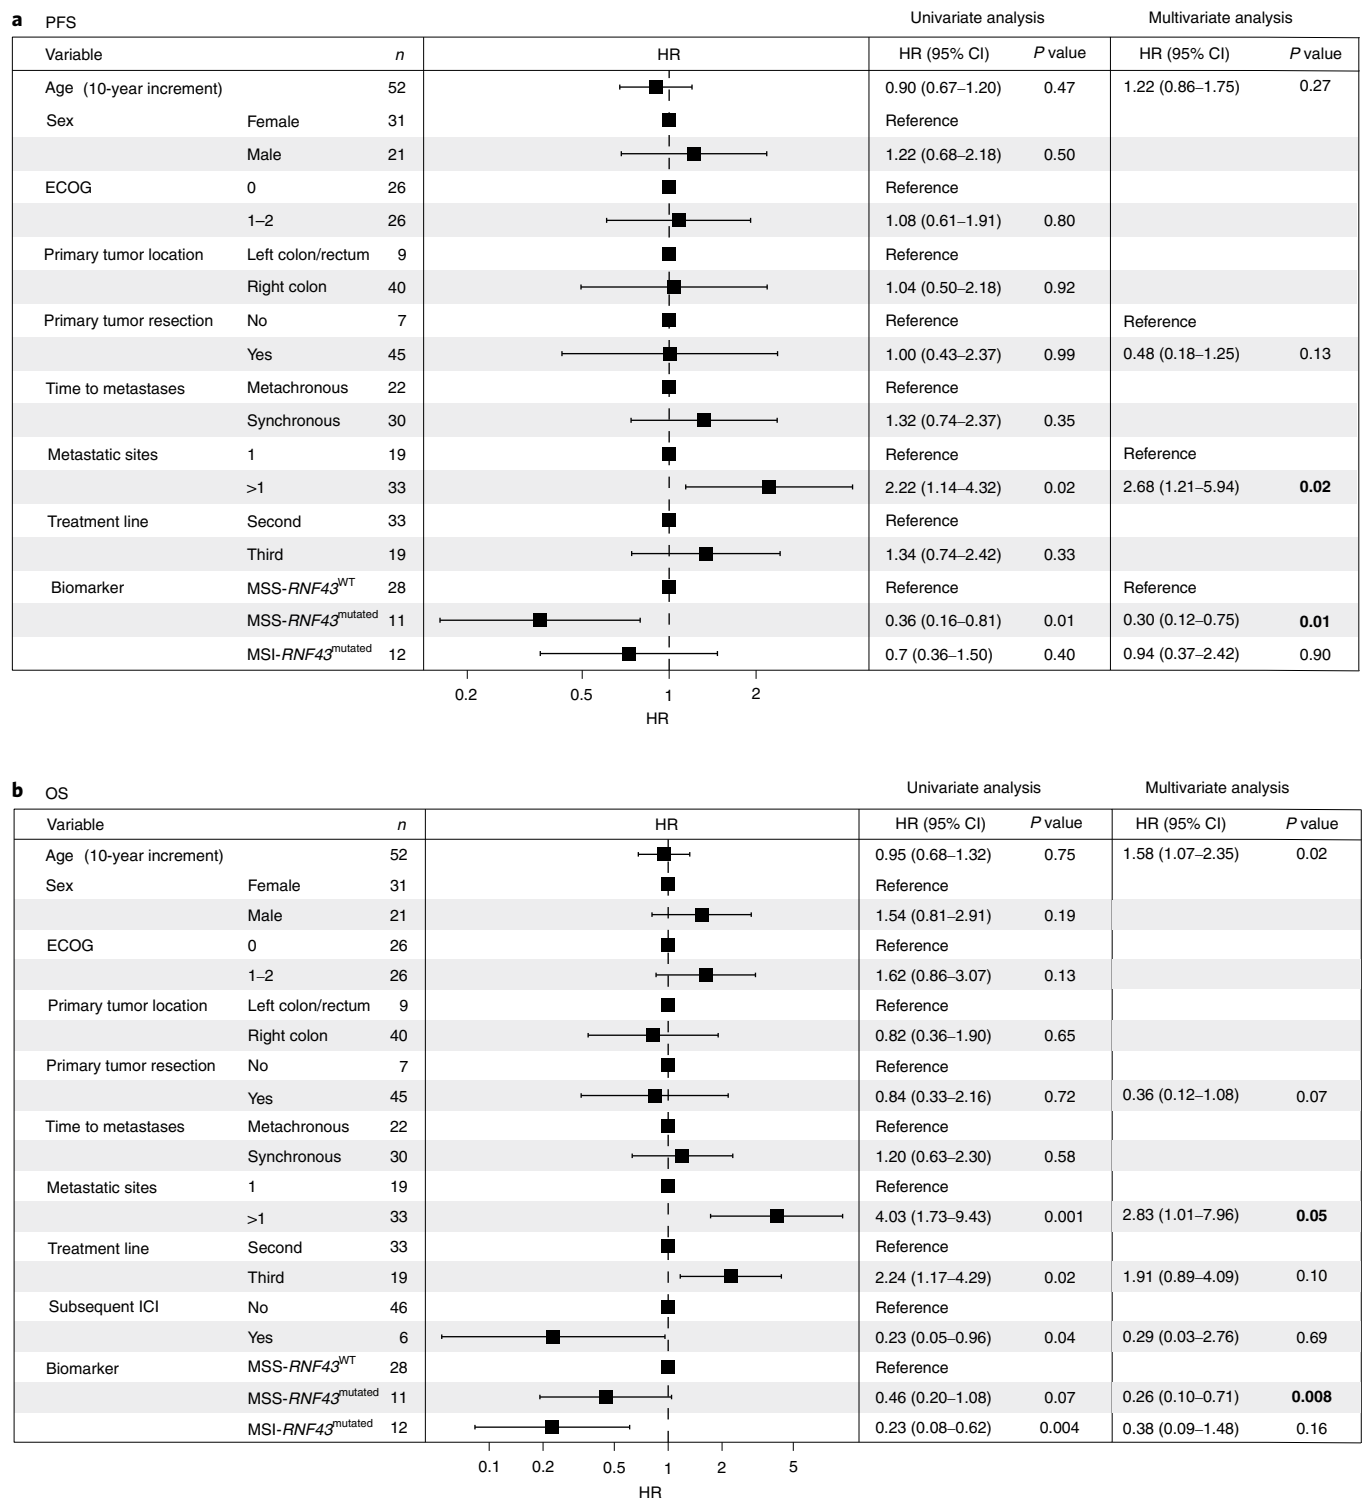 a PFS Univariate analysis Multivariate analysis
Variable n HR HR (95% CI) P value HR (95% CI) P value
Age (10-year increment) 52 0.90 (0.67–1.20) 0.47 1.22 (0.86–1.75) 0.27
Sex Female 31 Reference
Male 21 1.22 (0.68–2.18) 0.50
ECOG 0 26 Reference
1–2 26 1.08 (0.61–1.91) 0.80
Primary tumor location Left colon/rectum 9 Reference
Right colon 40 1.04 (0.50–2.18) 0.92
Primary tumor resection No 7 Reference Reference
Yes 45 1.00 (0.43–2.37) 0.99 0.48 (0.18–1.25) 0.13
Time to metastases Metachronous 22 Reference
Synchronous 30 1.32 (0.74–2.37) 0.35
Metastatic sites 1 19 Reference Reference
>1 33 2.22 (1.14–4.32) 0.02 2.68 (1.21–5.94) 0.02
Treatment line Second 33 Reference
Third 19 1.34 (0.74–2.42) 0.33
Biomarker MSS-RNF43WT 28 Reference Reference
MSS-RNF43mutated 11 0.36 (0.16–0.81) 0.01 0.30 (0.12–0.75) 0.01
MSI-RNF43mutated 12 0.7 (0.36–1.50) 0.40 0.94 (0.37–2.42) 0.90
0.2 0.5 1 2
HR
b OS Univariate analysis Multivariate analysis
Variable n HR HR (95% CI) P value HR (95% CI) P value
Age (10-year increment) 52 0.95 (0.68–1.32) 0.75 1.58 (1.07–2.35) 0.02
Sex Female 31 Reference
Male 21 1.54 (0.81–2.91) 0.19
ECOG 0 26 Reference
1–2 26 1.62 (0.86–3.07) 0.13
Primary tumor location Left colon/rectum 9 Reference
Right colon 40 0.82 (0.36–1.90) 0.65
Primary tumor resection No 7 Reference
Yes 45 0.84 (0.33–2.16) 0.72 0.36 (0.12–1.08) 0.07
Time to metastases Metachronous 22 Reference
Synchronous 30 1.20 (0.63–2.30) 0.58
Metastatic sites 1 19 Reference
>1 33 4.03 (1.73–9.43) 0.001 2.83 (1.01–7.96) 0.05
Treatment line Second 33 Reference
Third 19 2.24 (1.17–4.29) 0.02 1.91 (0.89–4.09) 0.10
Subsequent ICI No 46 Reference
Yes 6 0.23 (0.05–0.96) 0.04 0.29 (0.03–2.76) 0.69
Biomarker MSS-RNF43WT 28 Reference
MSS-RNF43mutated 11 0.46 (0.20–1.08) 0.07 0.26 (0.10–0.71) 0.008
MSI-RNF43mutated 12 0.23 (0.08–0.62) 0.004 0.38 (0.09–1.48) 0.16
0.1 0.2 0.5 1 2 5
HR